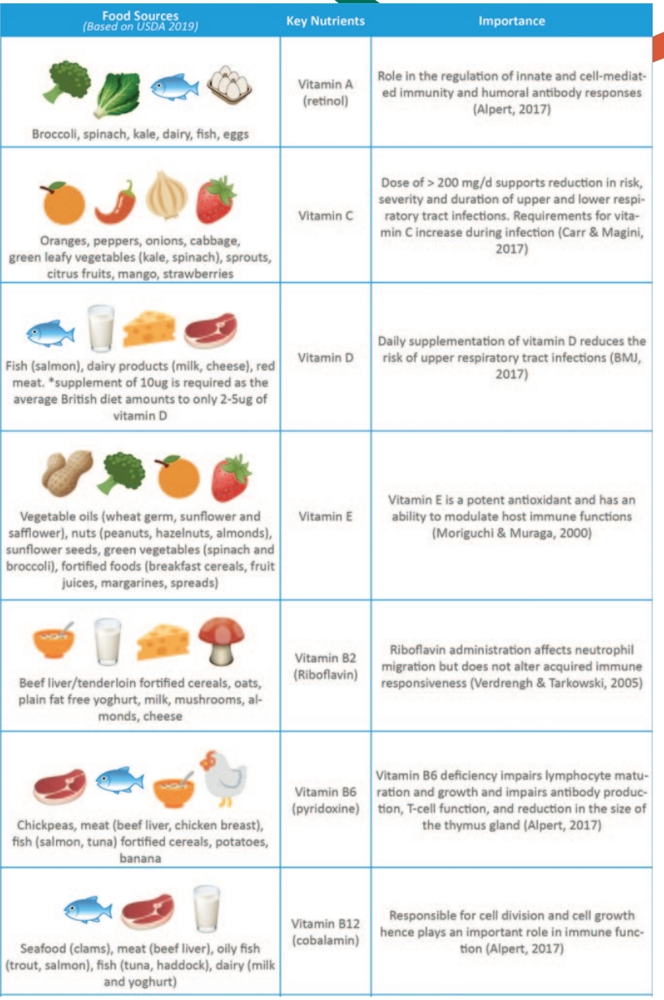 Food Sources
(Based on USDA 2019)
Key Nutrients
Importance
Broccoli, spinach, kale, dairy, fish, eggs
Vitamin A
(retinol)
Role in the regulation of innate and cell-mediat-
ed immunity and humoral antibody responses
(Alpert, 2017)
Oranges, peppers, onions, cabbage,
green leafy vegetables (kale, spinach), sprouts,
citrus fruits, mango, strawberries
Vitamin C
Dose of > 200 mg/d supports reduction in risk,
severity and duration of upper and lower respi-
ratory tract infections. Requirements for vita-
min C increase during infection (Carr & Magini,
2017)
Fish (salmon), dairy products (milk, cheese), red
meat. *supplement of 10ug is required as the
average British diet amounts to only 2-5ug of
vitamin D
Vitamin D
Daily supplementation of vitamin D reduces the
risk of upper respiratory tract infections (BMJ,
2017)
Vegetable oils (wheat germ, sunflower and
safflower), nuts (peanuts, hazelnuts, almonds),
sunflower seeds, green vegetables (spinach and
broccoli), fortified foods (breakfast cereals, fruit
juices, margarines, spreads)
Vitamin E
Vitamin E is a potent antioxidant and has an
ability to modulate host immune functions
(Moriguchi & Muraga, 2000)
Beef liver/tenderloin fortified cereals, oats,
plain fat free yoghurt, milk, mushrooms, al-
monds, cheese
Vitamin B2
(Riboflavin)
Riboflavin administration affects neutrophil
migration but does not alter acquired immune
responsiveness (Verdrengh & Tarkowski, 2005)
Chickpeas, meat (beef liver, chicken breast),
fish (salmon, tuna) fortified cereals, potatoes,
banana
Vitamin B6
(pyridoxine)
Vitamin B6 deficiency impairs lymphocyte matu-
ration and growth and impairs antibody produc-
tion, T-cell function, and reduction in the size of
the thymus gland (Alpert, 2017)
Seafood (clams), meat (beef liver), oily fish
(trout, salmon), fish (tuna, haddock), dairy (milk
and yoghurt)
Vitamin B12
(cobalamin)
Responsible for cell division and cell growth
hence plays an important role in immune func-
tion (Alpert, 2017)